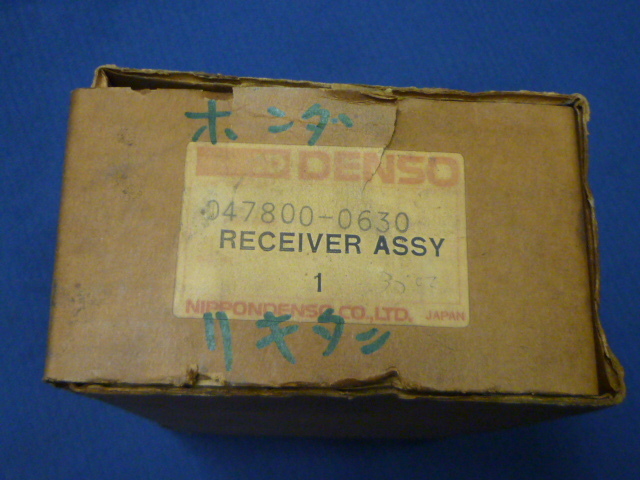 ホンダ
DENSO
047800-0630
RECEIVER ASSY
1
NIPPONDENSO CO.,LTD. JAPAN
リキタン